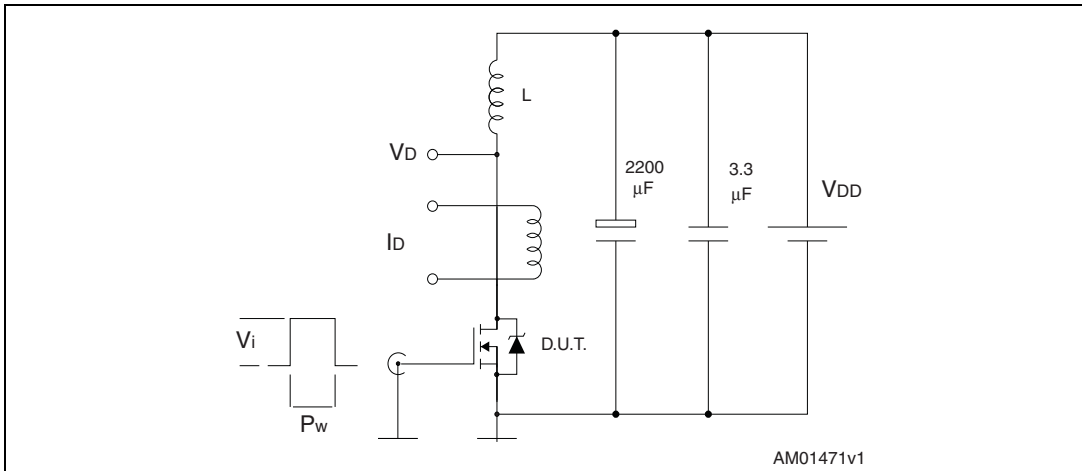 L
VD
2200
μF
3.3
μF
VDD
ID
Vi
D.U.T.
Pw
AM01471v1